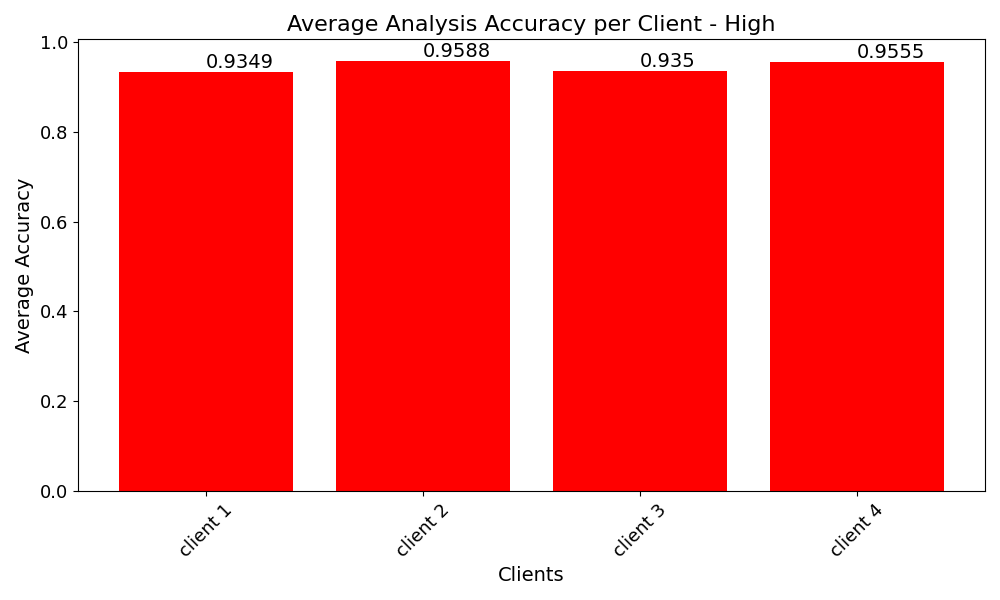 Average Analysis Accuracy per Client - High
0.9349
0.9588
0.935
0.9555
1.0
0.8
0.6
0.4
0.2
0.0
Average Accuracy
client 1
client 2
client 3
client 4
Clients